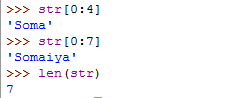 >>> str[0:4]
'Soma'
>>> str[0:7]
'Somaiya'
>>> len(str)
7